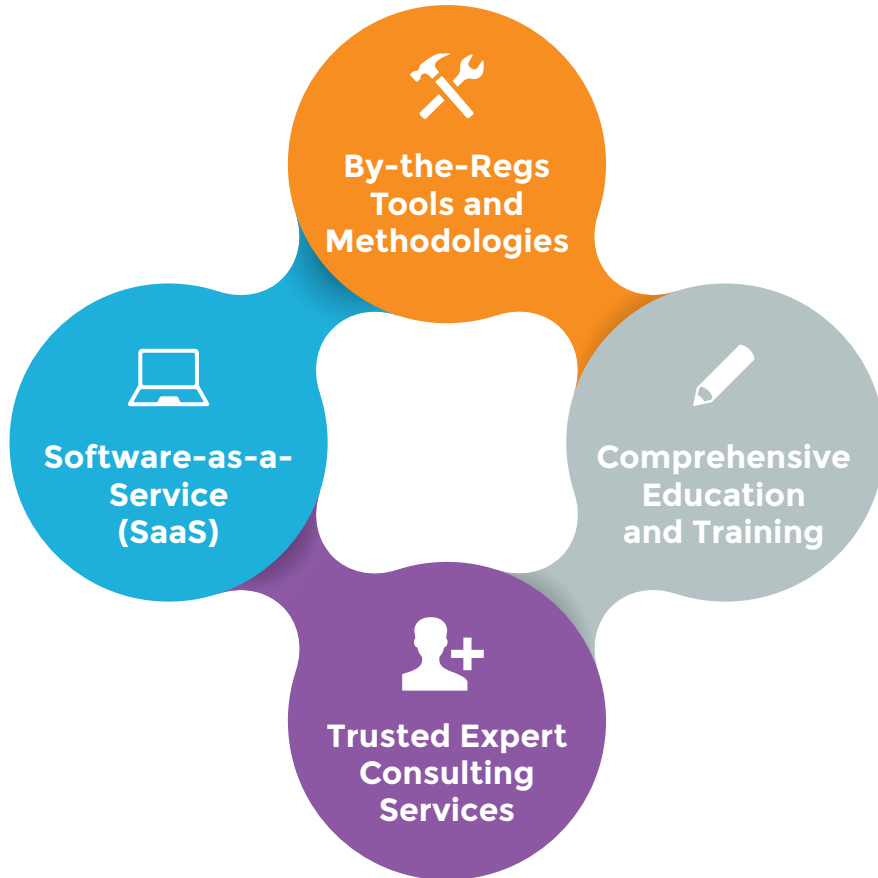 By-the-Regs
Tools and
Methodologies
Software-as-a-
Service
(SaaS)
Comprehensive
Education
and Training
Trusted Expert
Consulting
Services